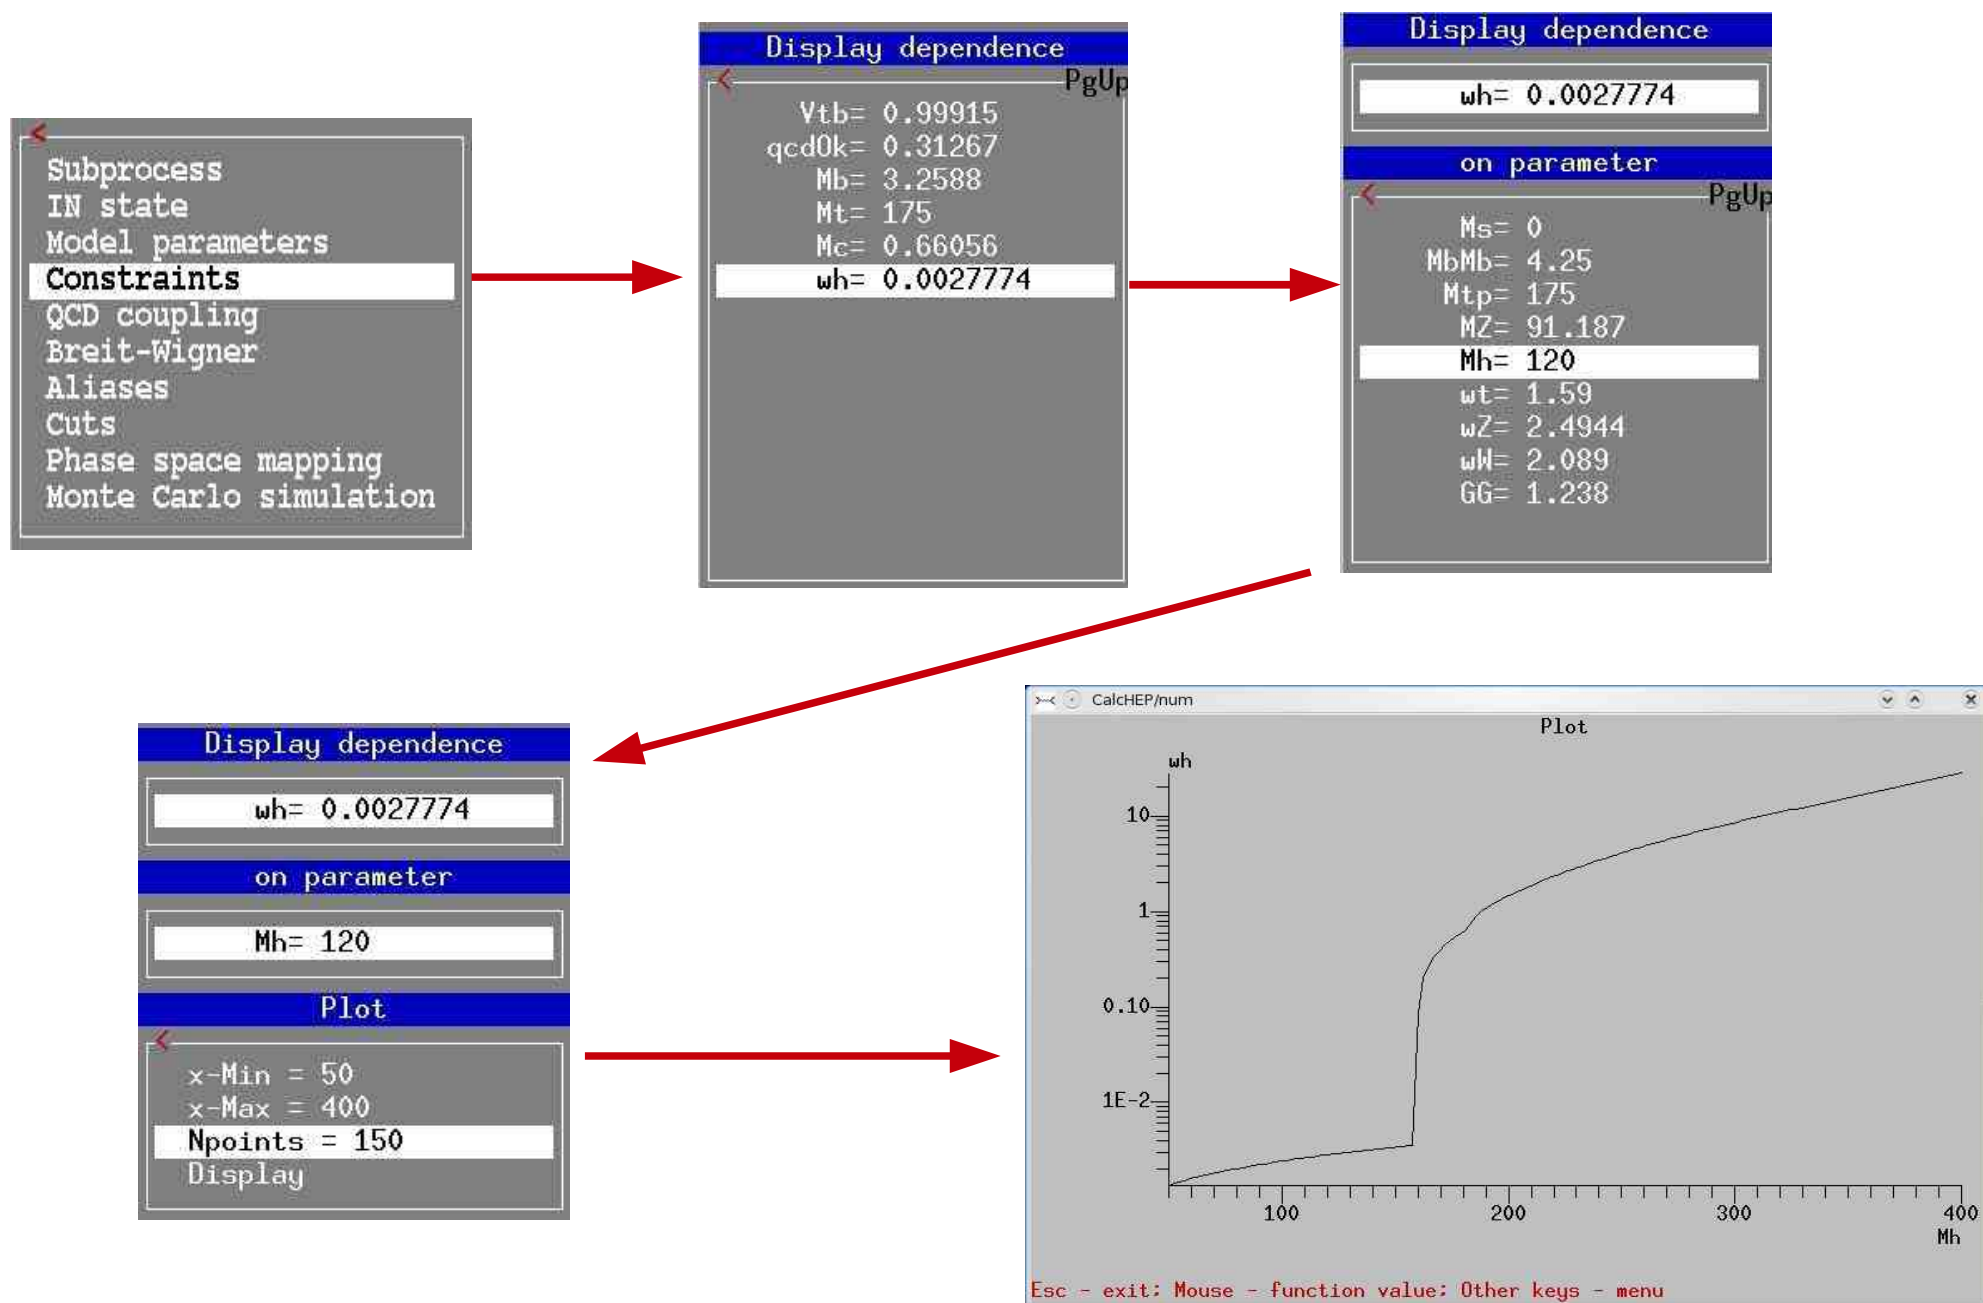 <
Subprocess
IN state
Model parameters
Constraints
QCD coupling
Breit-Wigner
Aliases
Cuts
Phase space mapping
Monte Carlo simulation
Display dependence
<
PgUp
Vtb= 0.99915
qcdOk= 0.31267
Mb= 3.2588
Mt= 175
Mc= 0.66056
wh= 0.0027774
Display dependence
wh= 0.0027774
on parameter
<
PgUp
Ms= 0
MbMb= 4.25
Mtp= 175
MZ= 91.187
Mh= 120
wt= 1.59
wZ= 2.4944
wW= 2.089
GG= 1.238
Display dependence
wh= 0.0027774
on parameter
Mh= 120
Plot
<
x-Min = 50
x-Max = 400
Npoints = 150
Display
CalcHEP/num
Plot
wh
10
1
0.10
1E-2
100 200 300 400
Mh
Esc - exit; Mouse - function value; Other keys - menu